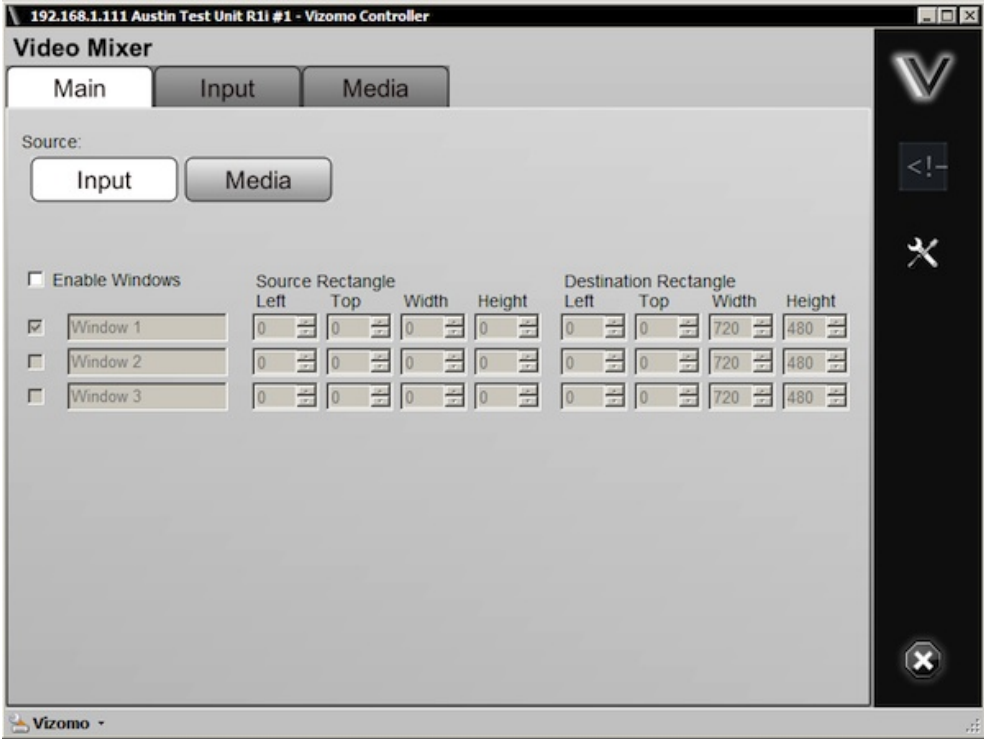 192.168.1.111 Austin Test Unit R1i #1 - Vizomo Controller
Video Mixer
Main Input Media
Source:
Input Media
<!-
Enable Windows Source Rectangle Destination Rectangle
Left Top Width Height Left Top Width Height
Window 1 0 0 0 0 0 0 720 480
Window 2 0 0 0 0 0 0 720 480
Window 3 0 0 0 0 0 0 720 480
Vizomo